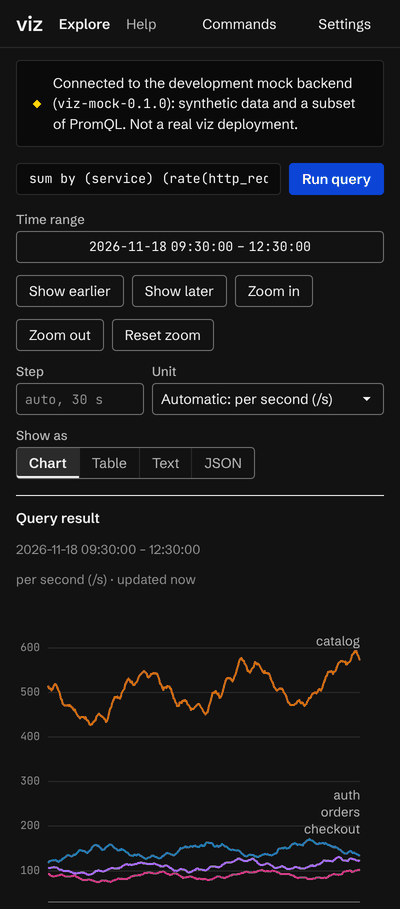 viz Explore Help Commands Settings
Connected to the development mock backend
(viz-mock-0.1.0): synthetic data and a subset
of PromQL. Not a real viz deployment.
sum by (service) (rate(http_rec Run query
Time range
2026-11-18 09:30:00 – 12:30:00
Show earlier Show later Zoom in
Zoom out Reset zoom
Step Unit
auto, 30 s Automatic: per second (/s)
Show as
Chart Table Text JSON
Query result
2026-11-18 09:30:00 – 12:30:00
per second (/s) · updated now
catalog
600
500
400
300
auth
orders
200
checkout
100